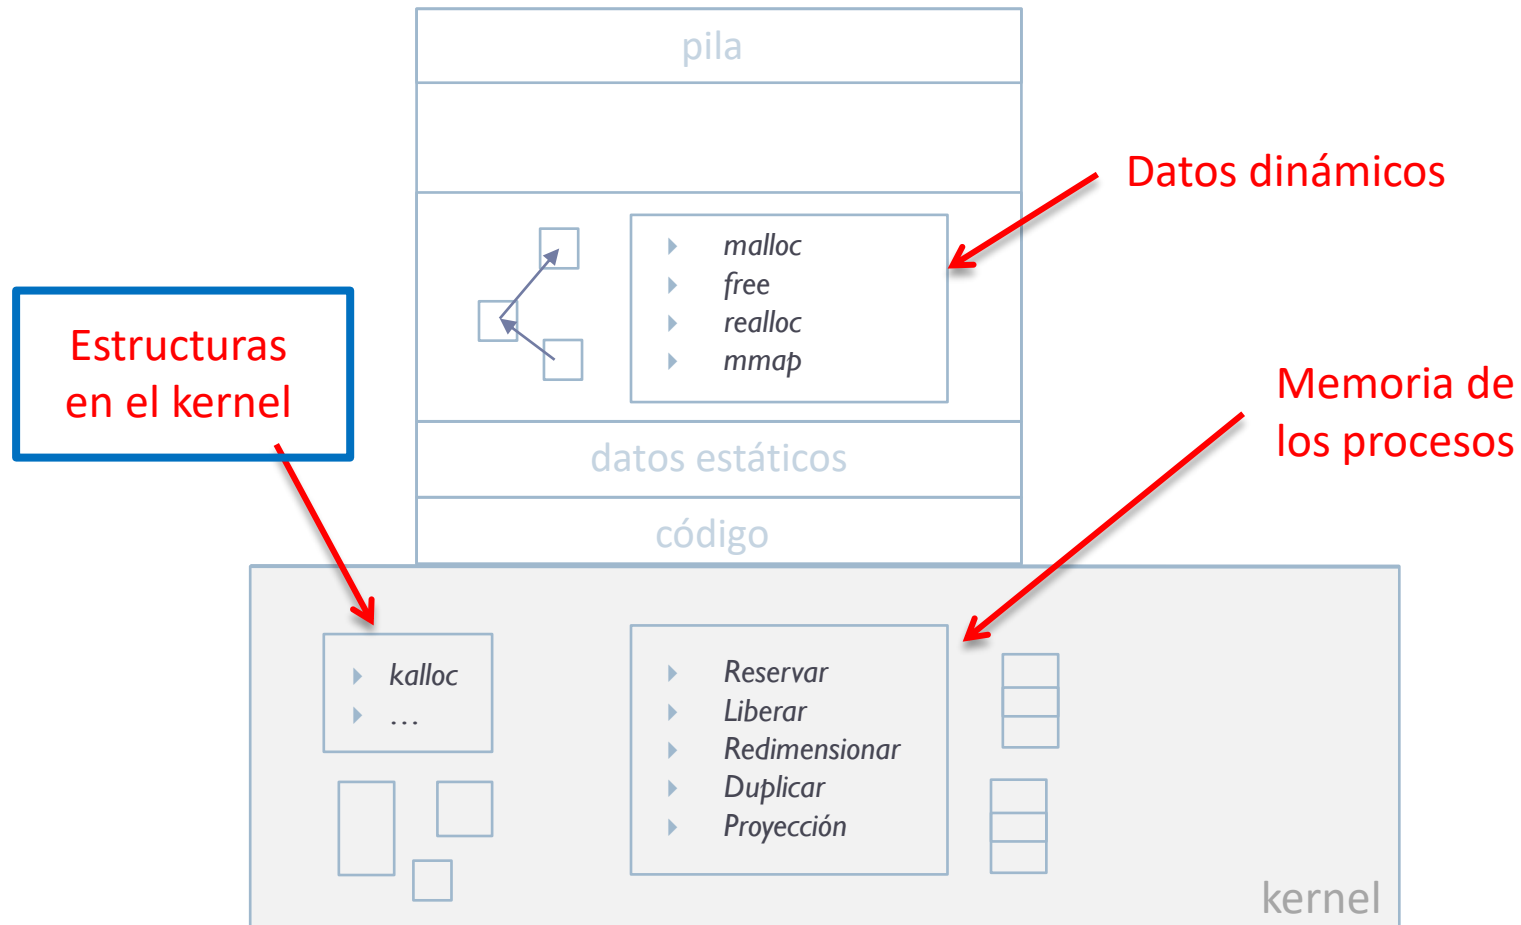 pila
Datos dinámicos
malloc
free
realloc
mmap
Estructuras
en el kernel
Memoria de
los procesos
datos estáticos
código
kalloc
…
Reservar
Liberar
Redimensionar
Duplicar
Proyección
kernel